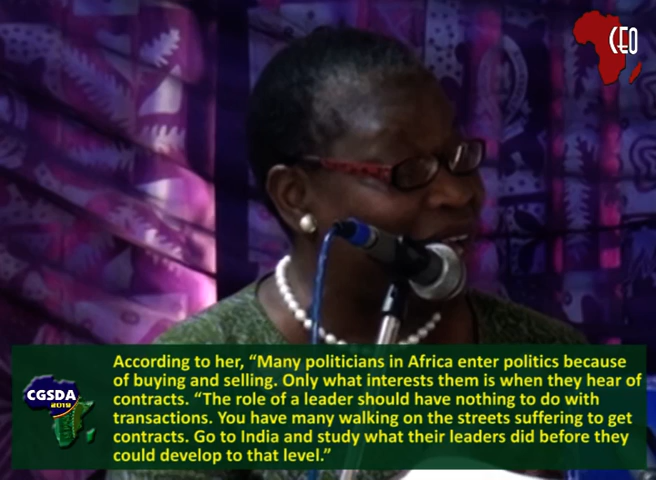 CEO
According to her, “Many politicians in Africa enter politics because
of buying and selling. Only what interests them is when they hear of
contracts. “The role of a leader should have nothing to do with
transactions. You have many walking on the streets suffering to get
contracts. Go to India and study what their leaders did before they
could develop to that level.”
CGSDA
2019